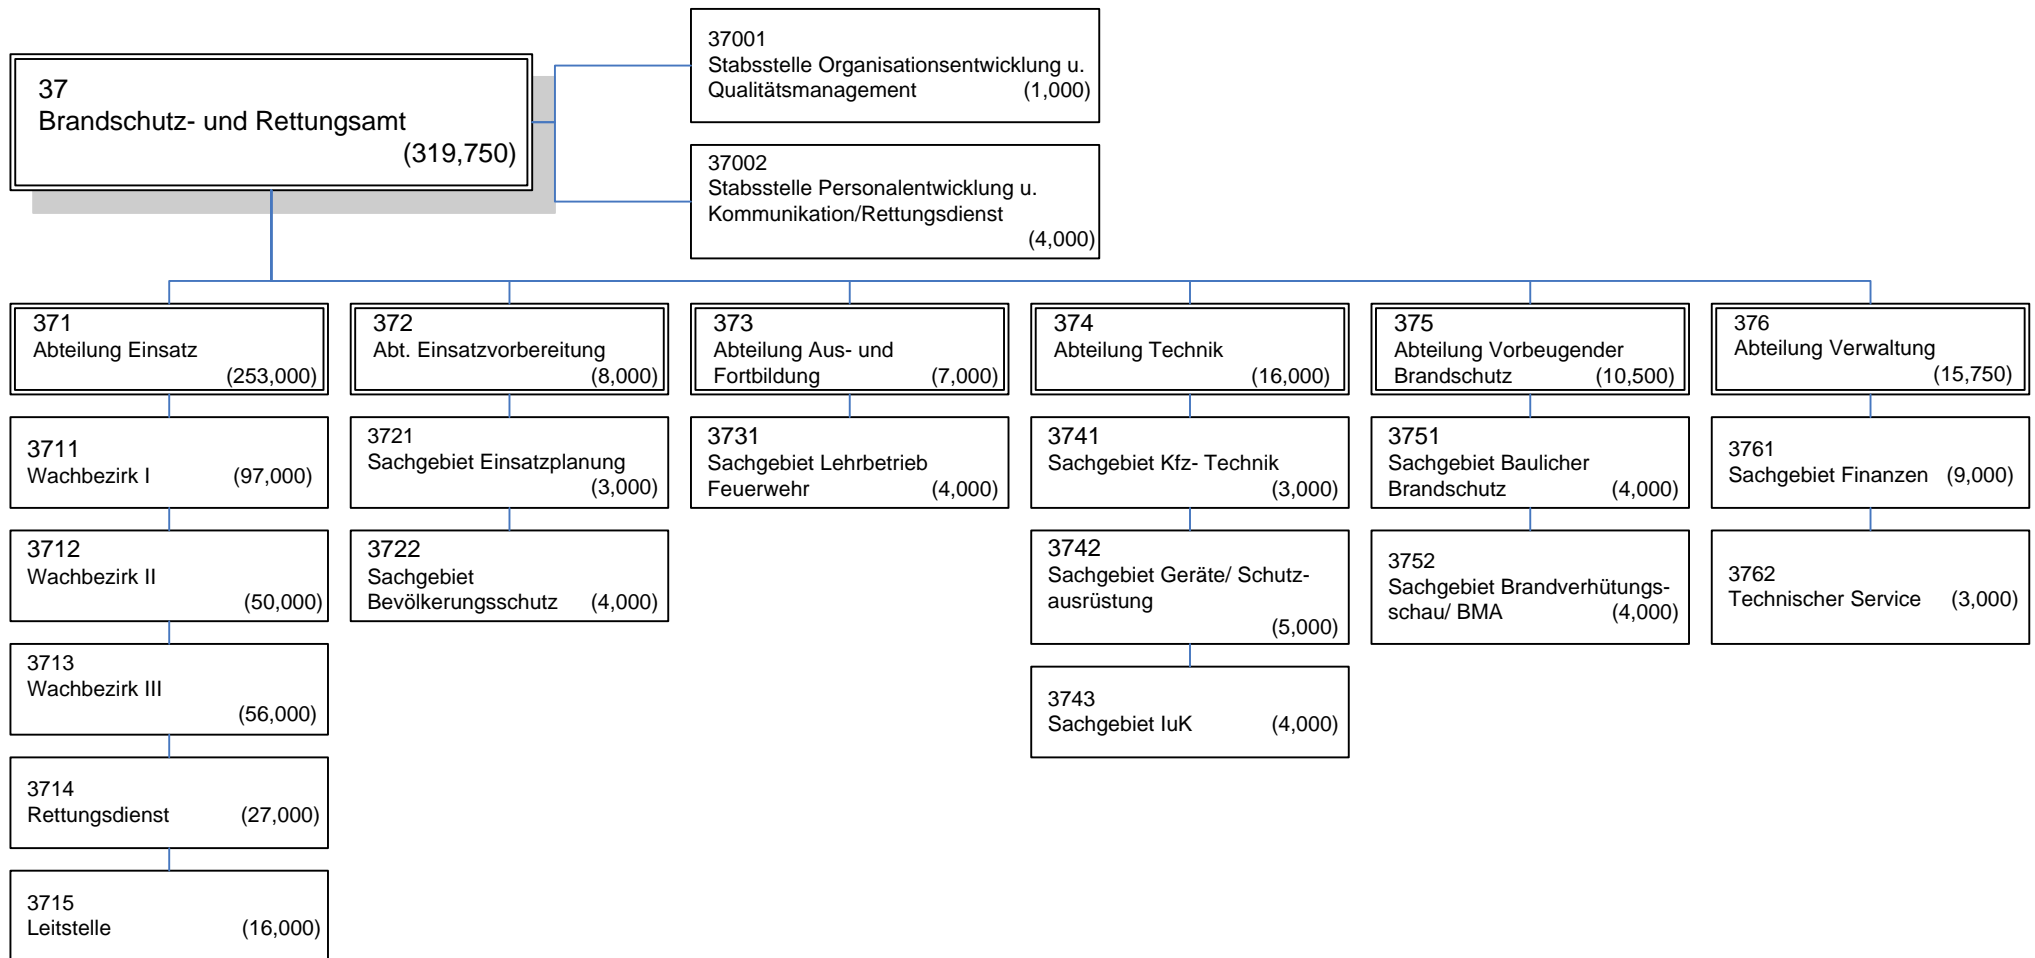 37
Brandschutz- und Rettungsamt
(319,750)
37001
Stabsstelle Organisationsentwicklung u.
Qualitätsmanagement (1,000)
37002
Stabsstelle Personalentwicklung u.
Kommunikation/Rettungsdienst
(4,000)
371
Abteilung Einsatz
(253,000)
3711
Wachbezirk I (97,000)
3712
Wachbezirk II
(50,000)
3713
Wachbezirk III
(56,000)
3714
Rettungsdienst (27,000)
3715
Leitstelle (16,000)
372
Abt. Einsatzvorbereitung
(8,000)
3721
Sachgebiet Einsatzplanung
(3,000)
3722
Sachgebiet
Bevölkerungsschutz (4,000)
373
Abteilung Aus- und
Fortbildung (7,000)
3731
Sachgebiet Lehrbetrieb
Feuerwehr (4,000)
374
Abteilung Technik
(16,000)
3741
Sachgebiet Kfz- Technik
(3,000)
3742
Sachgebiet Geräte/ Schutz-
ausrüstung
(5,000)
3743
Sachgebiet IuK (4,000)
375
Abteilung Vorbeugender
Brandschutz (10,500)
3751
Sachgebiet Baulicher
Brandschutz (4,000)
3752
Sachgebiet Brandverhütungs-
schau/ BMA (4,000)
376
Abteilung Verwaltung
(15,750)
3761
Sachgebiet Finanzen (9,000)
3762
Technischer Service (3,000)